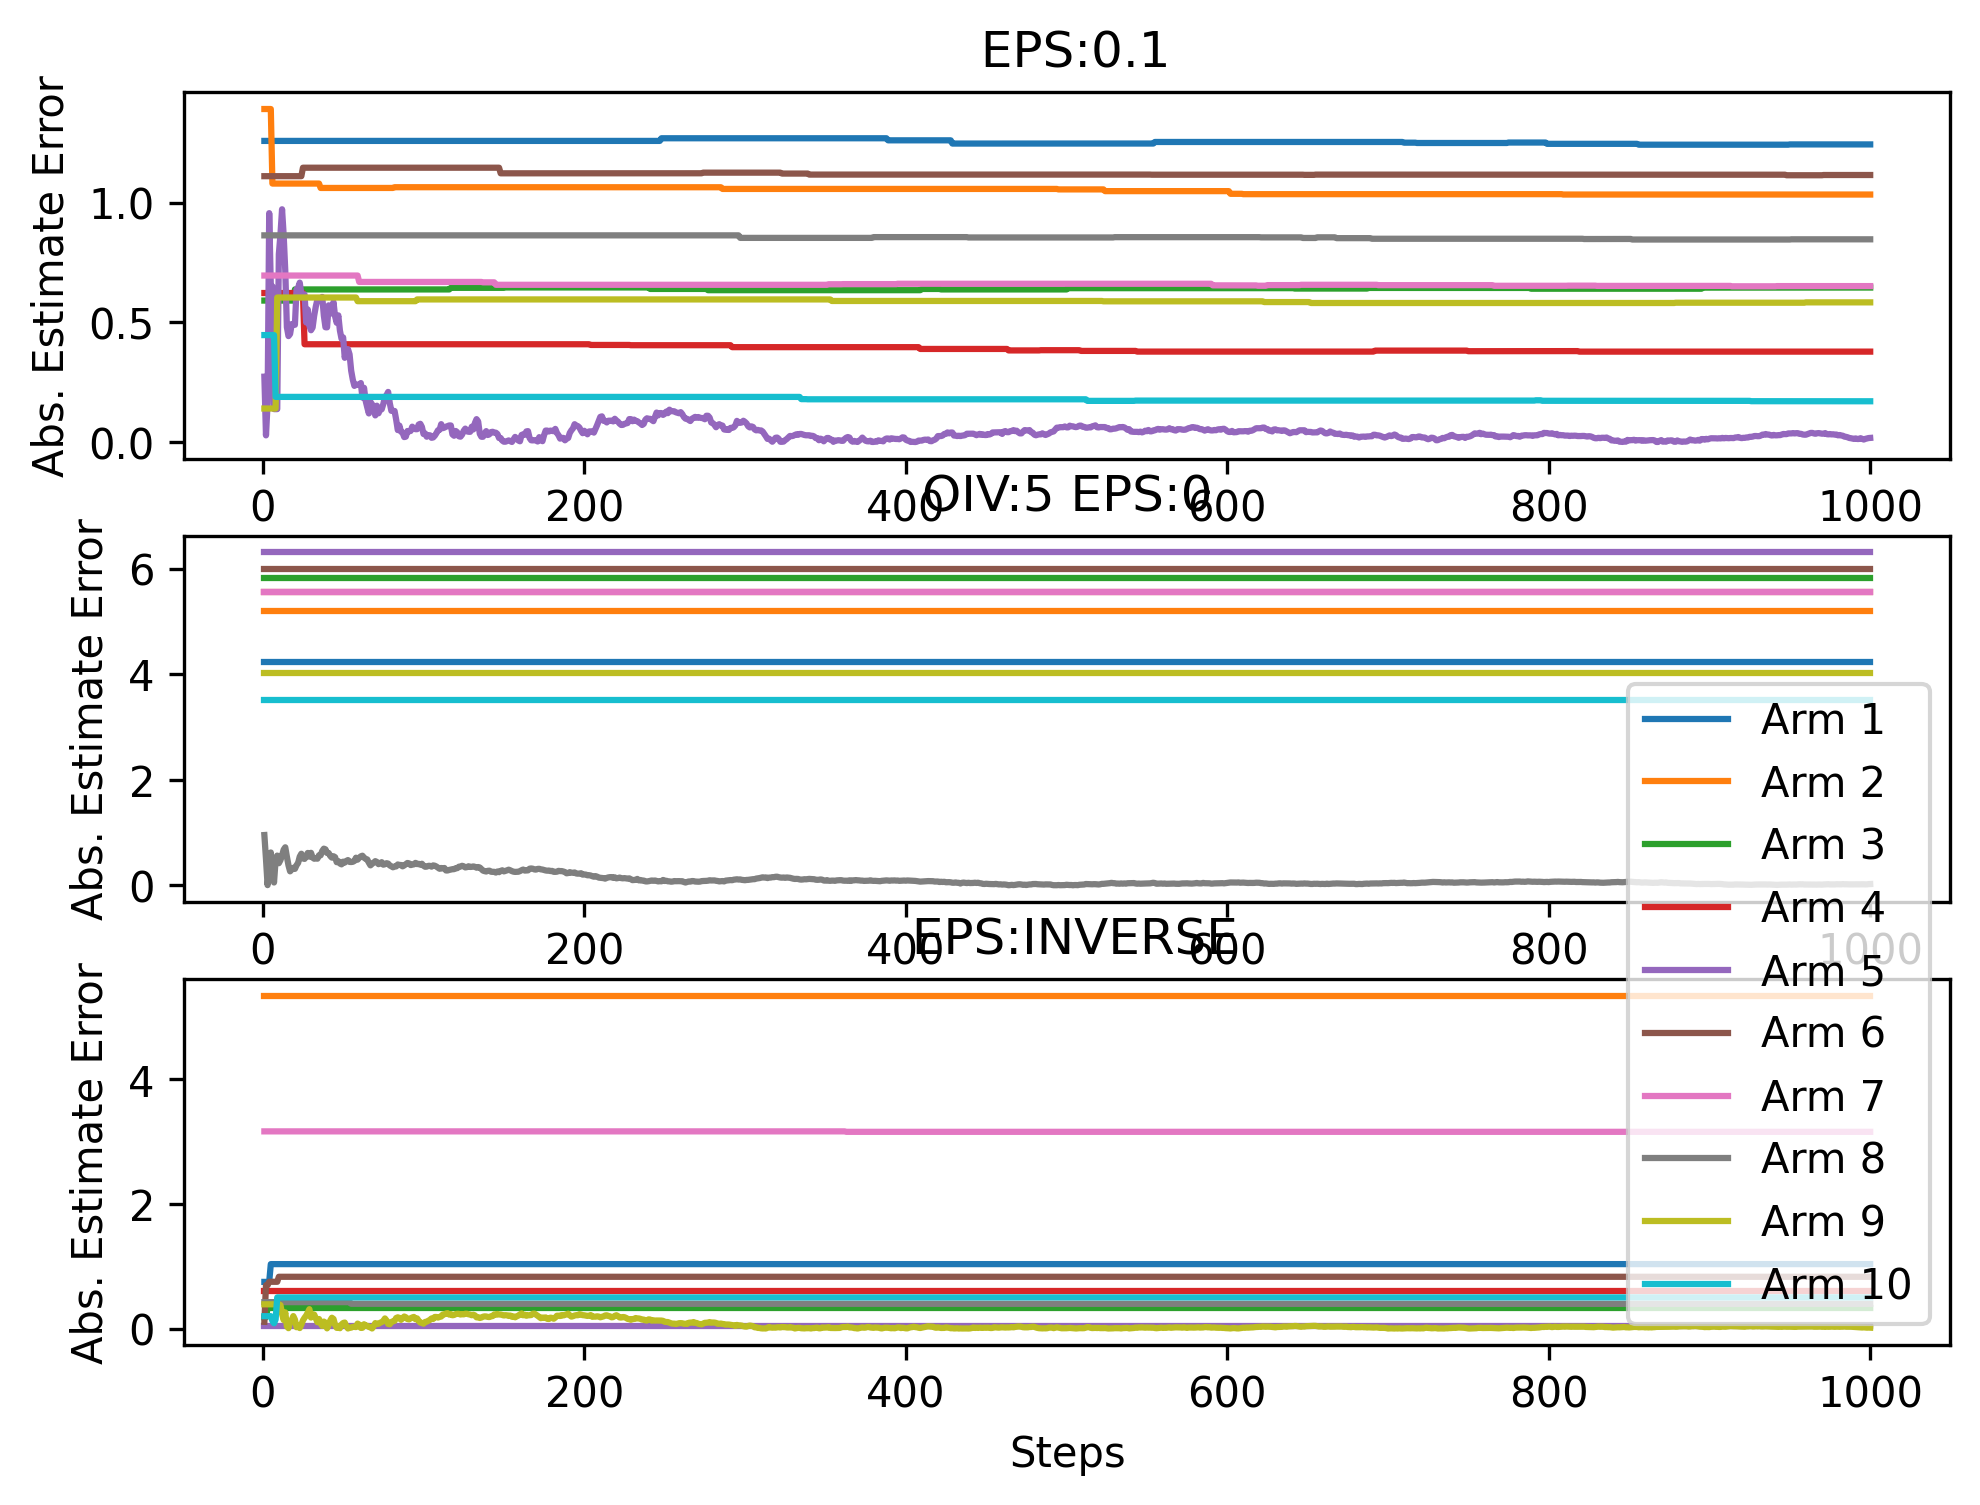 EPS:0.1
Abs. Estimate Error
1.0
0.5
0.0
0 200 400 600 800 1000
OIV:5 EPS:0
Abs. Estimate Error
6
4
2
0
0 200 400 600 800 1000
EPS:INVERSE
Abs. Estimate Error
4
2
0
0 200 400 600 800 1000
Steps
Arm 1
Arm 2
Arm 3
Arm 4
Arm 5
Arm 6
Arm 7
Arm 8
Arm 9
Arm 10